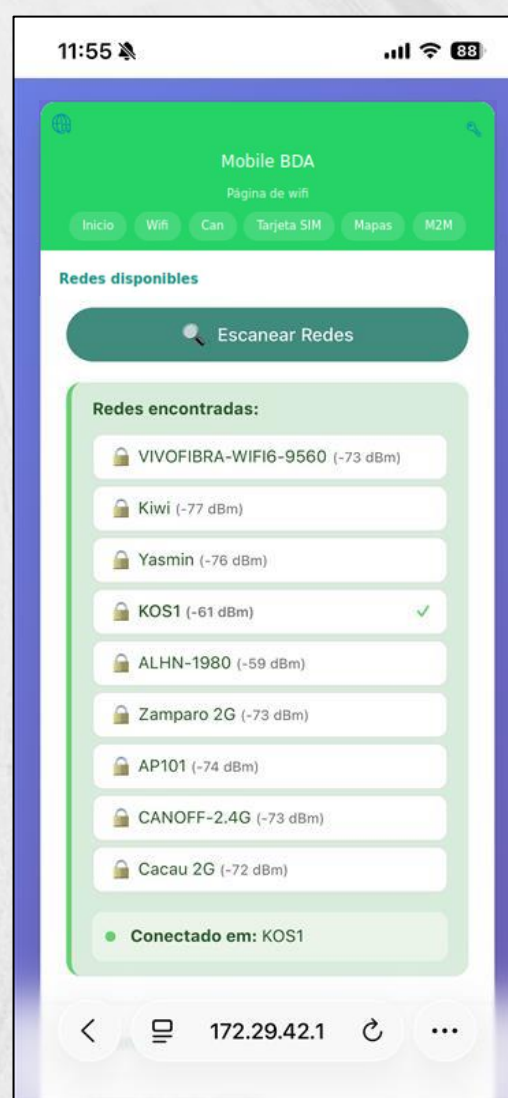 11:55
88
Mobile BDA
Página de wifi
Inicio Wifi Can Tarjeta SIM Mapas M2M
Redes disponibles
Escanear Redes
Redes encontradas:
VIVOFIBRA-WIFI6-9560 (-73 dBm)
Kiwi (-77 dBm)
Yasmin (-76 dBm)
KOS1 (-61 dBm)
ALHN-1980 (-59 dBm)
Zamparo 2G (-73 dBm)
AP101 (-74 dBm)
CANOFF-2.4G (-73 dBm)
Cacau 2G (-72 dBm)
Conectado em: KOS1
172.29.42.1